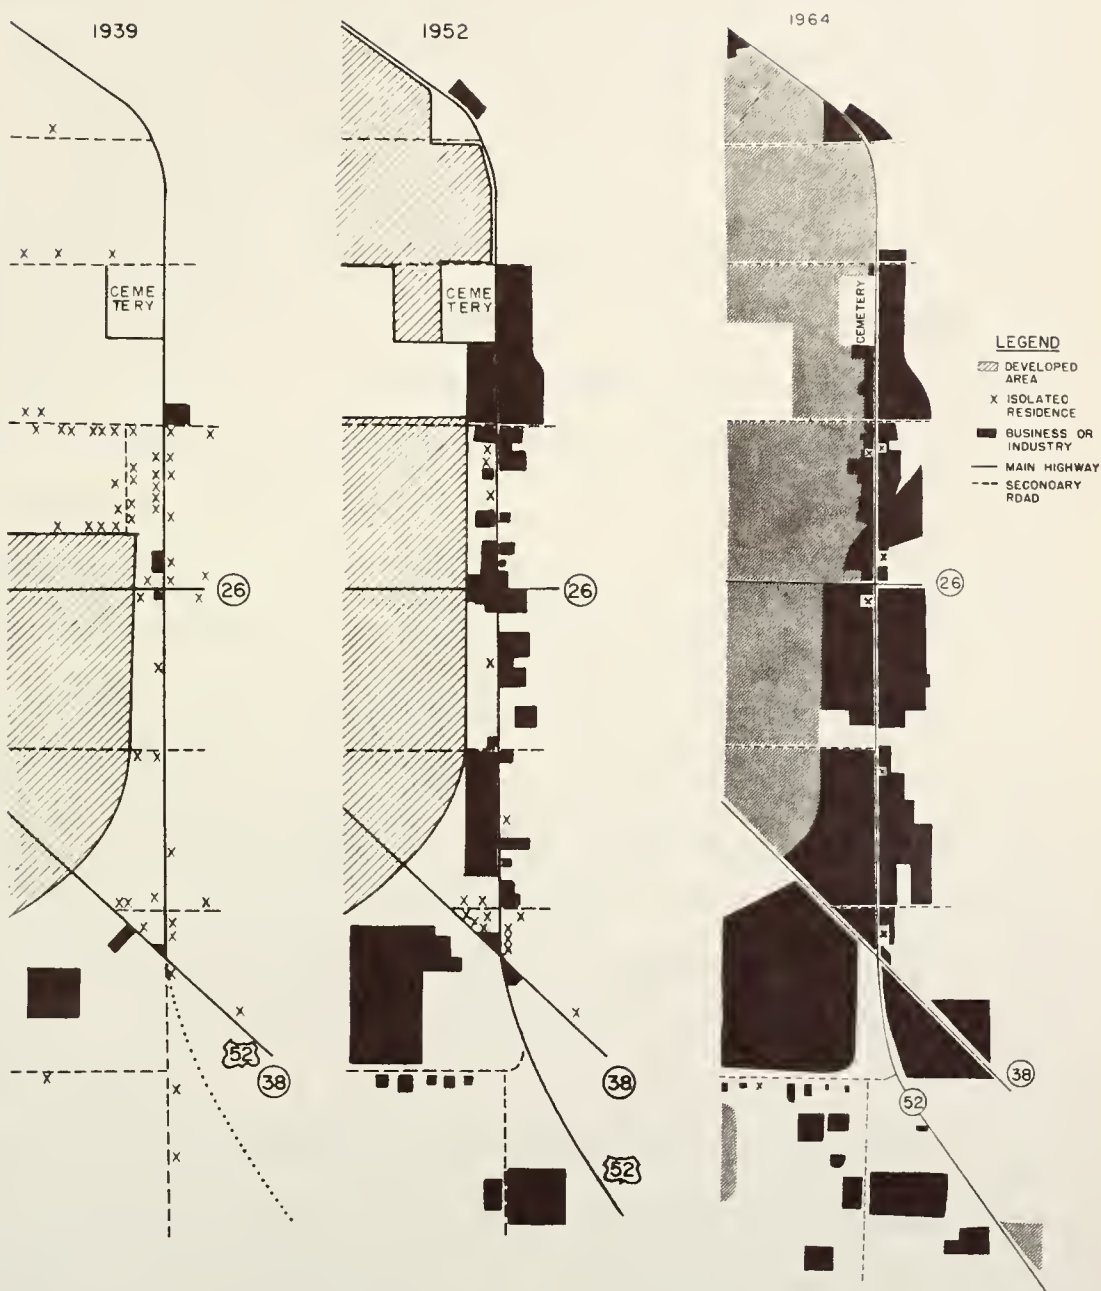 1939
1952
1964
CEME
TERY
CEME
TERY
CEMETERY
LEGEND
DEVELOPED
AREA
X ISOLATED
RESIDENCE
BUSINESS OR
INDUSTRY
MAIN HIGHWAY
SECONDARY
ROAD
26
26
26
52
38
38
52
38
52